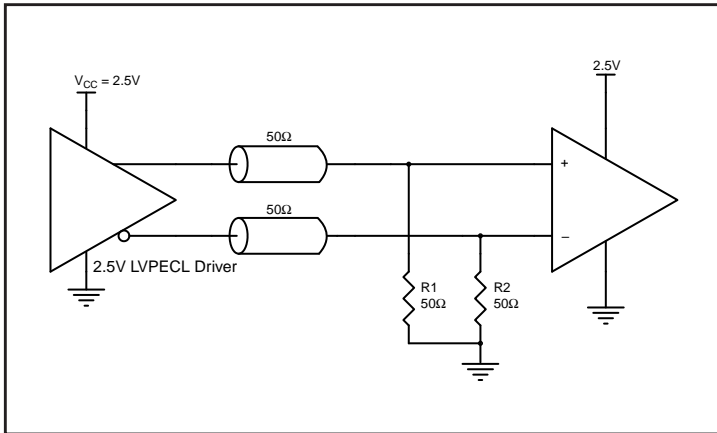 V_CC = 2.5V
2.5V
50Ω
+
50Ω
–
2.5V LVPECL Driver
R1
50Ω
R2
50Ω